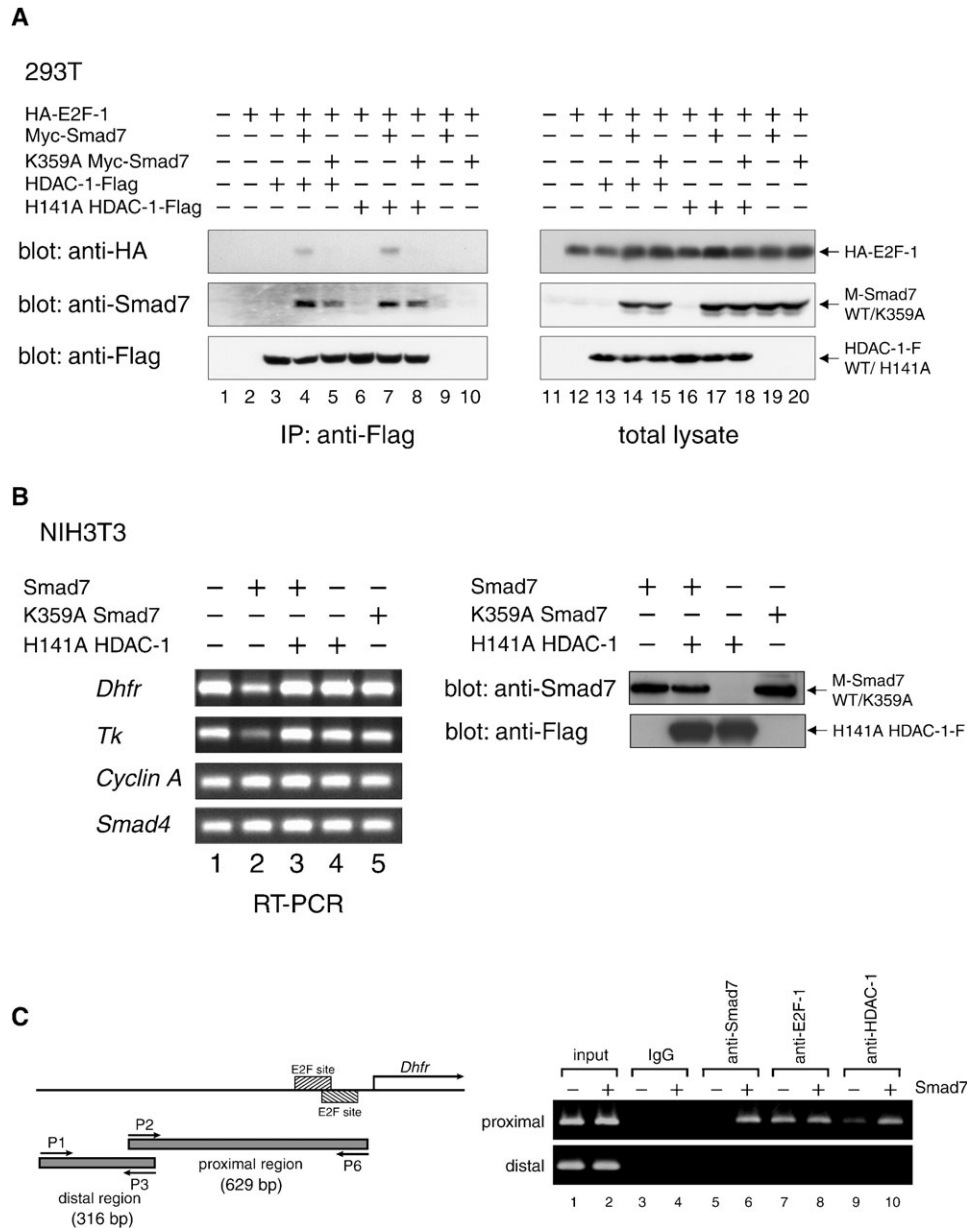 A
293T
HA-E2F-1 – + + + + + + + + + – + + + + + + + + +
Myc-Smad7 – – – + – – + – + – – – – + – – + – + –
K359A Myc-Smad7 – – – – + – – + – + – – – – + – – + – +
HDAC-1-Flag – – + + + – – – – – – – + + + – – – – –
H141A HDAC-1-Flag – – – – – + + + – – – – – – – + + + – –
blot: anti-HA
HA-E2F-1
blot: anti-Smad7
M-Smad7
WT/K359A
blot: anti-Flag
HDAC-1-F
WT/ H141A
1 2 3 4 5 6 7 8 9 10 11 12 13 14 15 16 17 18 19 20
IP: anti-Flag total lysate
B
NIH3T3
Smad7 – + + – –
K359A Smad7 – – – – +
H141A HDAC-1 – – + + –
Dhfr
Tk
Cyclin A
Smad4
1 2 3 4 5
RT-PCR
Smad7 + + – –
K359A Smad7 – – – +
H141A HDAC-1 – + + –
blot: anti-Smad7
M-Smad7
WT/K359A
blot: anti-Flag
H141A HDAC-1-F
C
E2F site
Dhfr
E2F site
P1
P2
P3
P6
proximal region
(629 bp)
distal region
(316 bp)
input IgG anti-Smad7 anti-E2F-1 anti-HDAC-1
– + – + – + – + – + Smad7
proximal
distal
1 2 3 4 5 6 7 8 9 10